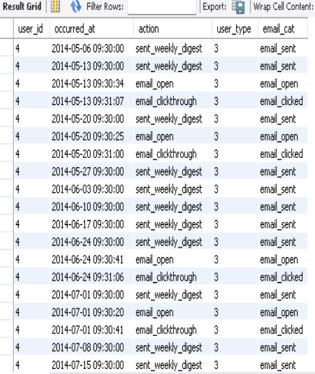 Result Grid Filter Rows: Export: Wrap Cell Content:
user_id occurred_at action user_type email_cat
4 2014-05-06 09:30:00 sent_weekly_digest 3 email_sent
4 2014-05-13 09:30:00 sent_weekly_digest 3 email_sent
4 2014-05-13 09:30:34 email_open 3 email_open
4 2014-05-13 09:31:07 email_clickthrough 3 email_clicked
4 2014-05-20 09:30:00 sent_weekly_digest 3 email_sent
4 2014-05-20 09:30:25 email_open 3 email_open
4 2014-05-20 09:31:00 email_clickthrough 3 email_clicked
4 2014-05-27 09:30:00 sent_weekly_digest 3 email_sent
4 2014-06-03 09:30:00 sent_weekly_digest 3 email_sent
4 2014-06-10 09:30:00 sent_weekly_digest 3 email_sent
4 2014-06-17 09:30:00 sent_weekly_digest 3 email_sent
4 2014-06-24 09:30:00 sent_weekly_digest 3 email_sent
4 2014-06-24 09:30:41 email_open 3 email_open
4 2014-06-24 09:31:06 email_clickthrough 3 email_clicked
4 2014-07-01 09:30:00 sent_weekly_digest 3 email_sent
4 2014-07-01 09:30:20 email_open 3 email_open
4 2014-07-01 09:30:41 email_clickthrough 3 email_clicked
4 2014-07-08 09:30:00 sent_weekly_digest 3 email_sent
4 2014-07-15 09:30:00 sent_weekly_digest 3 email_sent